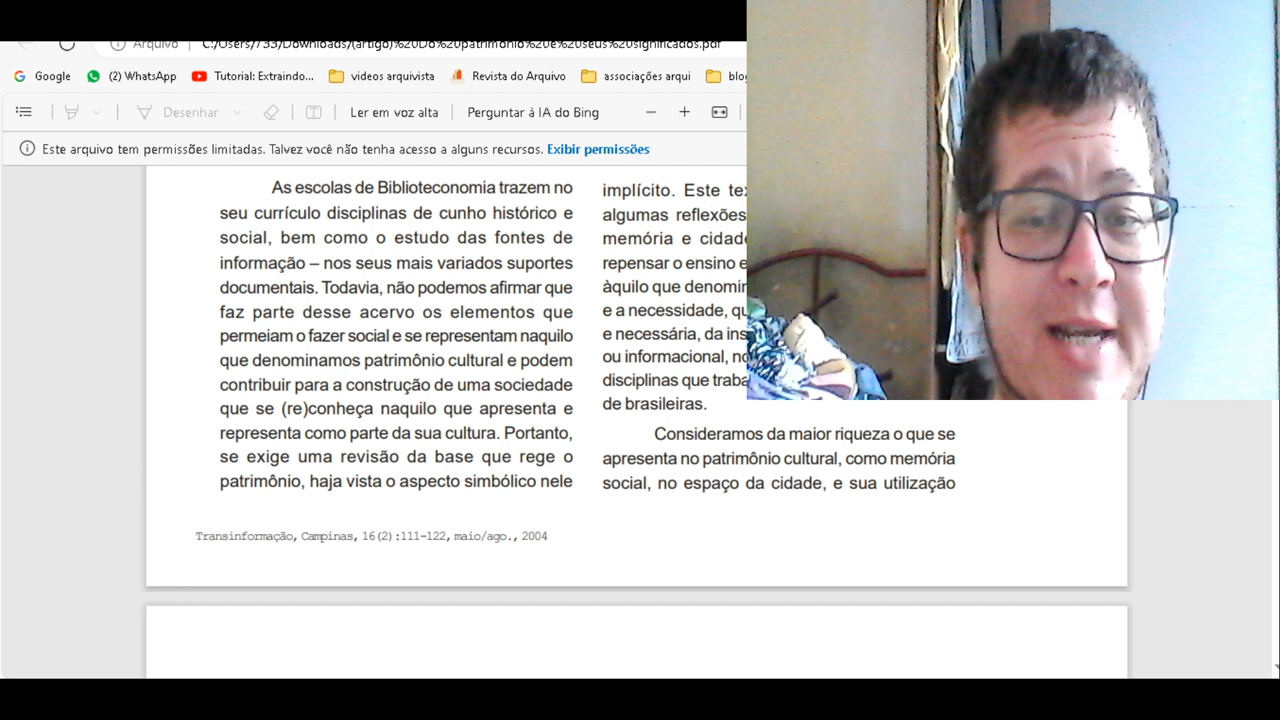 Arquivo
C:/Users/733/Downloads/(artigo)%20Do%20patrimonio%20e%20seus%20significados.pdf
Google
(2) WhatsApp
Tutorial: Extraindo...
videos arquivista
Revista do Arquivo
associações arqui
blog
Desenhar
Ler em voz alta
Perguntar à IA do Bing
Este arquivo tem permissões limitadas. Talvez você não tenha acesso a alguns recursos. Exibir permissões
As escolas de Biblioteconomia trazem no
seu currículo disciplinas de cunho histórico e
social, bem como o estudo das fontes de
informação – nos seus mais variados suportes
documentais. Todavia, não podemos afirmar que
faz parte desse acervo os elementos que
permeiam o fazer social e se representam naquilo
que denominamos patrimônio cultural e podem
contribuir para a construção de uma sociedade
que se (re)conheça naquilo que apresenta e
representa como parte da sua cultura. Portanto,
se exige uma revisão da base que rege o
patrimônio, haja vista o aspecto simbólico nele
implícito. Este
algumas reflexões
memória e
repensar o ensino e
àquilo que
e a necessidade,
e necessária, da
ou informacional,
disciplinas que
de brasileiras.
Consideramos da maior riqueza o que se
apresenta no patrimônio cultural, como memória
social, no espaço da cidade, e sua utilização
Transinformação, Campinas, 16(2):111-122, maio/ago., 2004